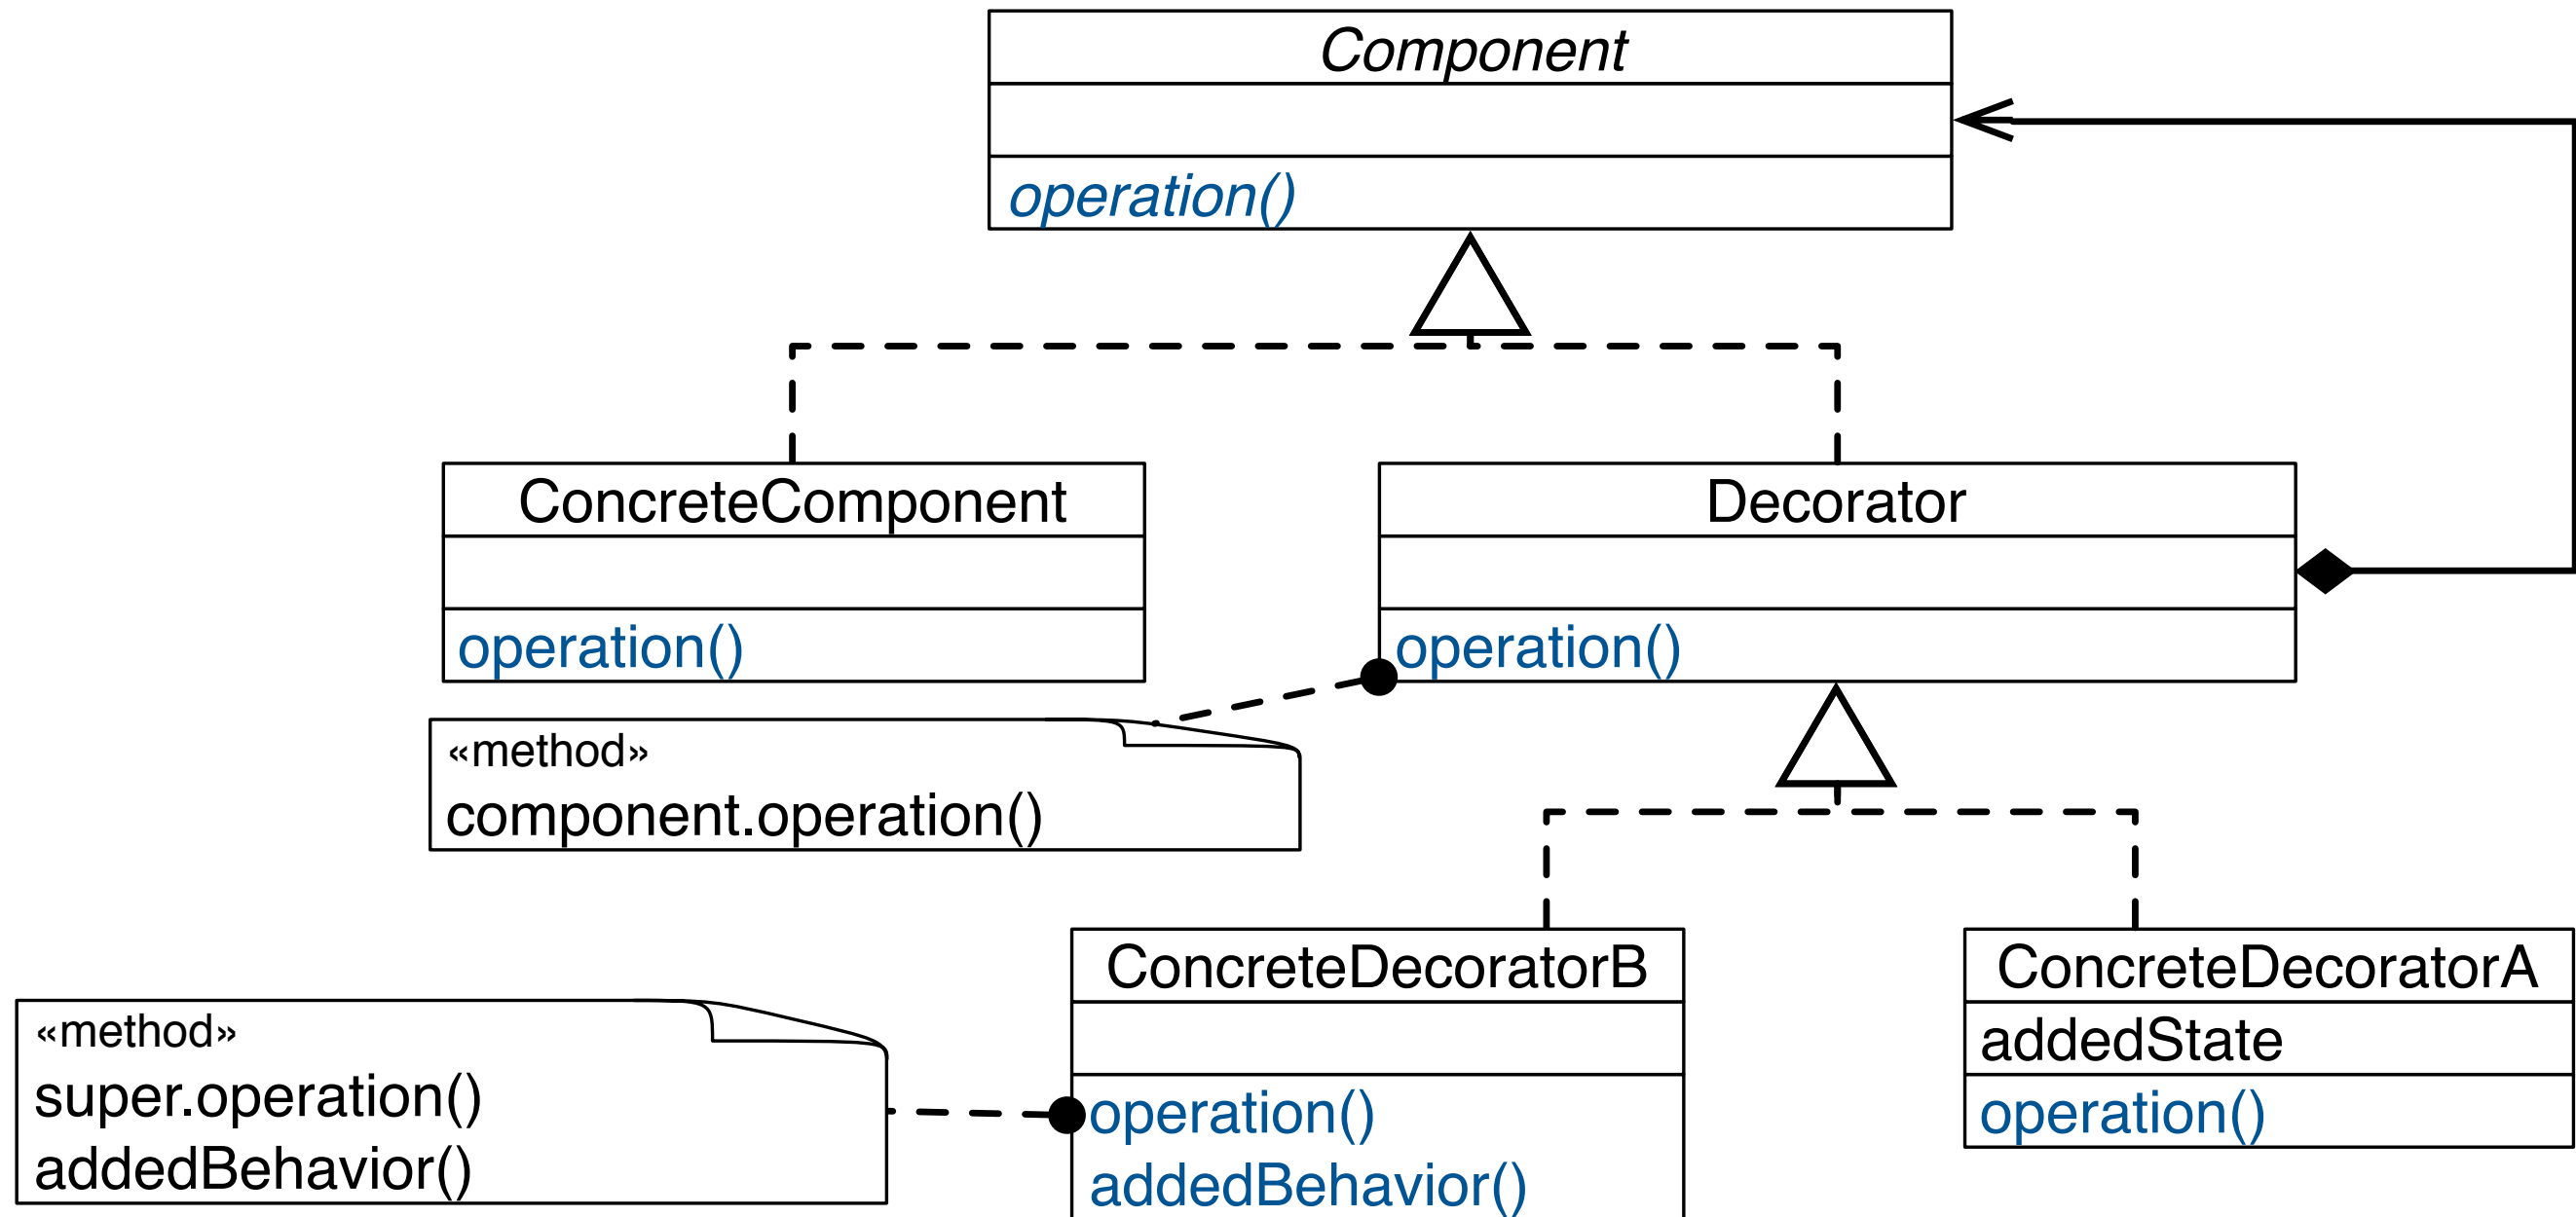 Component
operation()
ConcreteComponent
operation()
Decorator
operation()
«method»
component.operation()
ConcreteDecoratorB
operation()
addedBehavior()
ConcreteDecoratorA
addedState
operation()
«method»
super.operation()
addedBehavior()